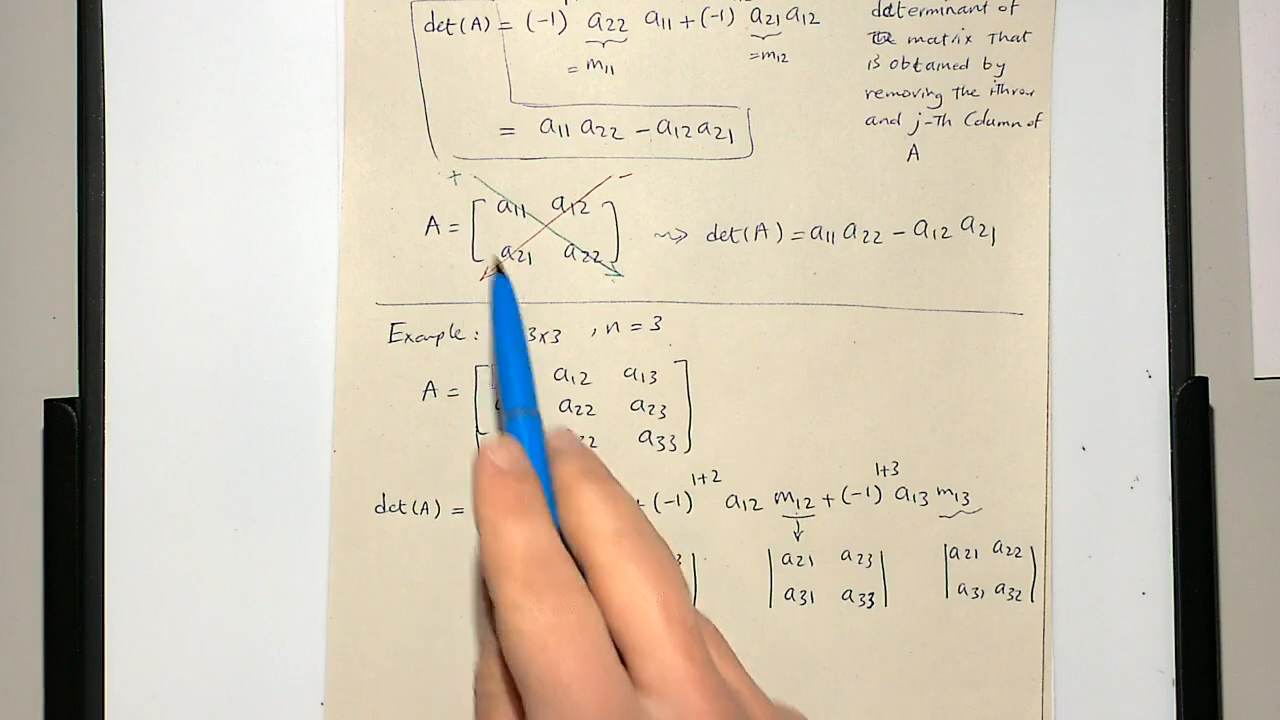 det(A) = (-1) a22 a11 + (-1) a21 a12
= m11
= m12
= a11 a22 - a12 a21
determinant of
The matrix That
is obtained by
removing the ith row
and j-Th Column of
A
+ -
A = [ a11 a12
a21 a22 ]
⇝ det(A) = a11 a22 - a12 a21
Example: 3x3 , n = 3
A = [ a12 a13
a22 a23
a33 ]
det(A) = + (-1)^1+2 a12 m12 + (-1)^1+3 a13 m13
| a21 a23 |
| a31 a33 |
| a21 a22 |
| a31 a32 |